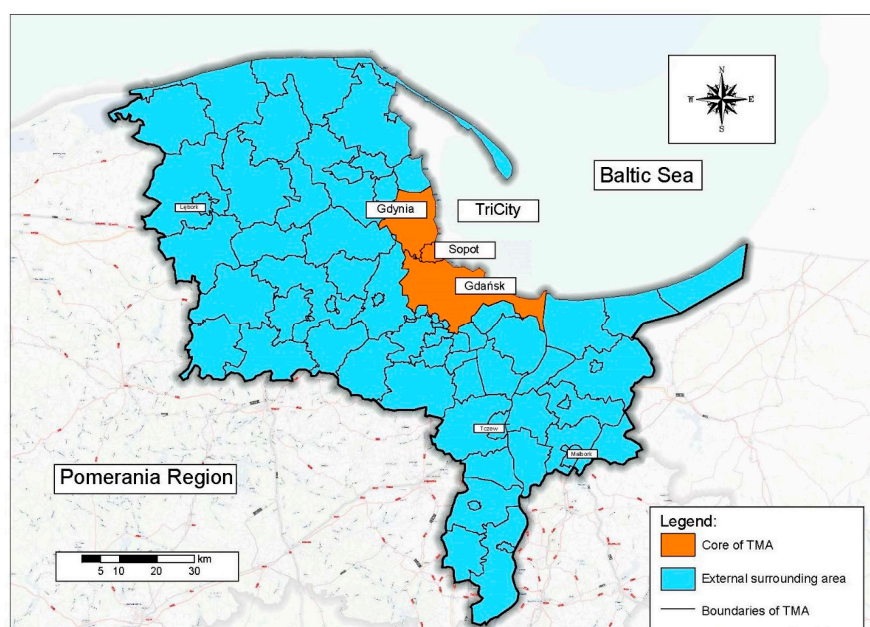 N
W E
S
Baltic Sea
Lębork
Gdynia
TriCity
Sopot
Gdańsk
Tczew
Malbork
Pomerania Region
km
5 10 20 30
Legend:
Core of TMA
External surrounding area
Boundaries of TMA